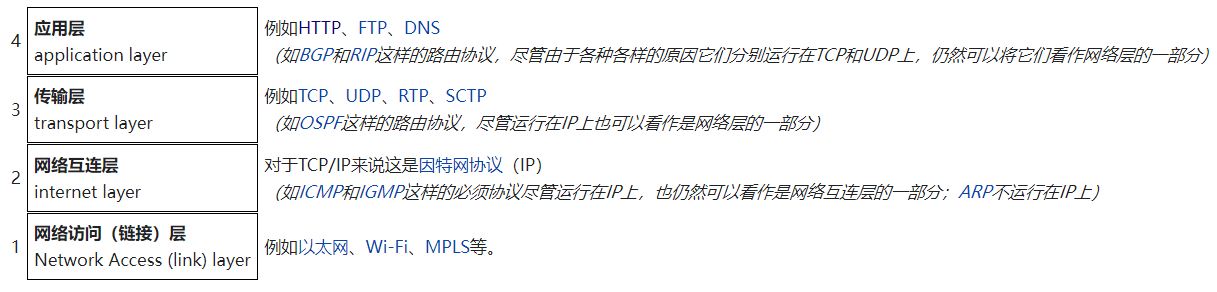 4
应用层
application layer
例如HTTP、FTP、DNS
（如BGP和RIP这样的路由协议，尽管由于各种各样的原因它们分别运行在TCP和UDP上，仍然可以将它们看作网络层的一部分）
3
传输层
transport layer
例如TCP、UDP、RTP、SCTP
（如OSPF这样的路由协议，尽管运行在IP上也可以看作是网络层的一部分）
2
网络互连层
internet layer
对于TCP/IP来说这是因特网协议（IP）
（如ICMP和IGMP这样的必须协议尽管运行在IP上，也仍然可以看作是网络互连层的一部分；ARP不运行在IP上）
1
网络访问（链接）层
Network Access (link) layer
例如以太网、Wi-Fi、MPLS等。